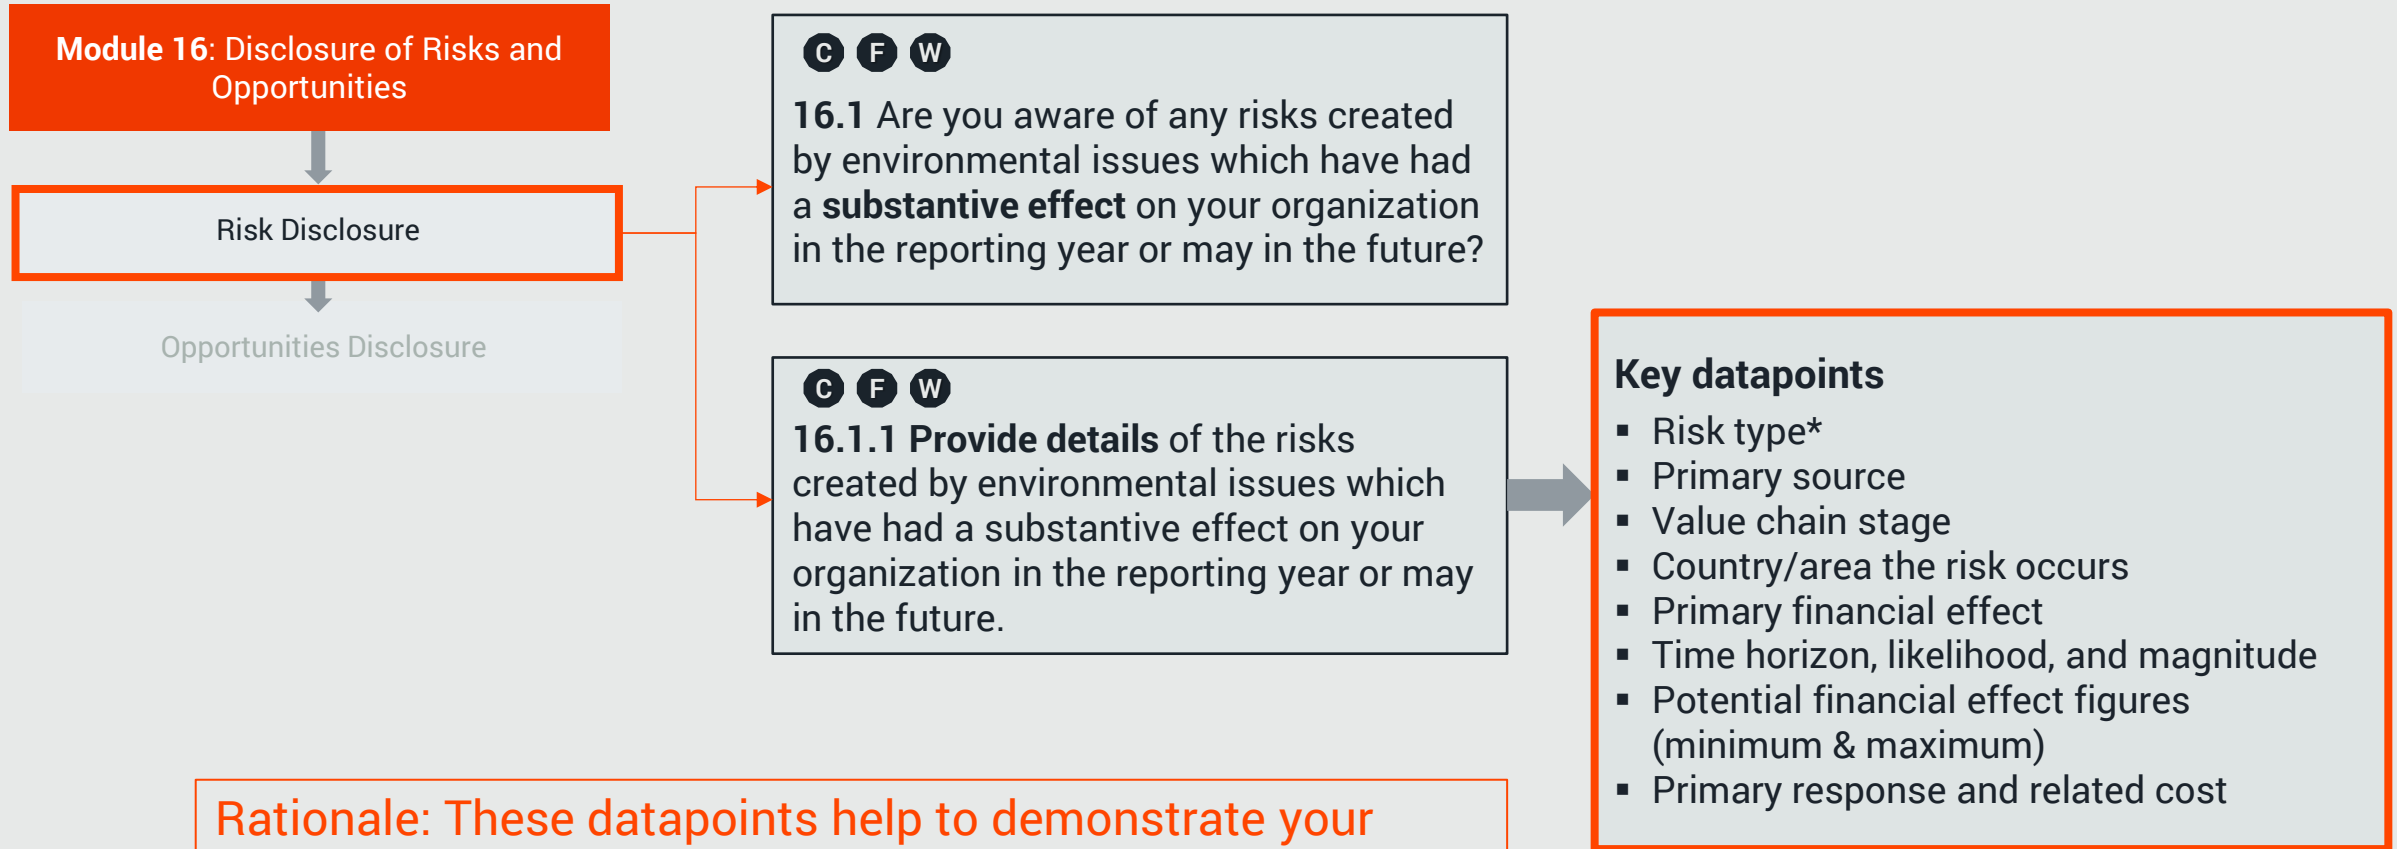 Module 16: Disclosure of Risks and
Opportunities
Risk Disclosure
Opportunities Disclosure
C F W
16.1 Are you aware of any risks created
by environmental issues which have had
a substantive effect on your organization
in the reporting year or may in the future?
C F W
16.1.1 Provide details of the risks
created by environmental issues which
have had a substantive effect on your
organization in the reporting year or may
in the future.
Key datapoints
▪ Risk type*
▪ Primary source
▪ Value chain stage
▪ Country/area the risk occurs
▪ Primary financial effect
▪ Time horizon, likelihood, and magnitude
▪ Potential financial effect figures
(minimum & maximum)
▪ Primary response and related cost
Rationale: These datapoints help to demonstrate your